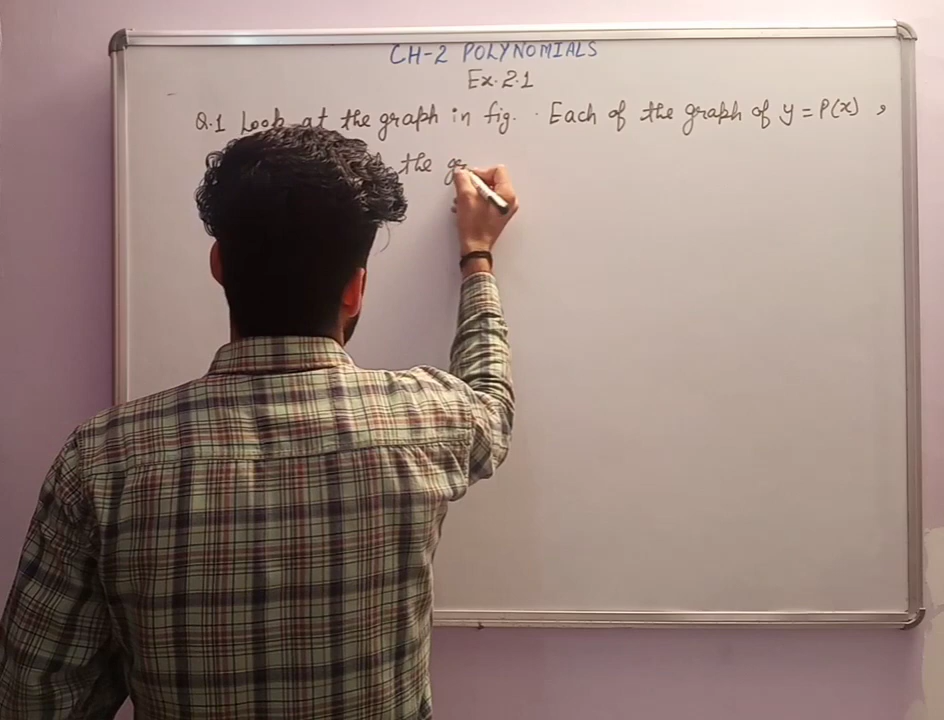 CH-2 POLYNOMIALS
Ex. 2.1
Q.1 Look at the graph in fig. . Each of the graph of y = P(x) ,
the